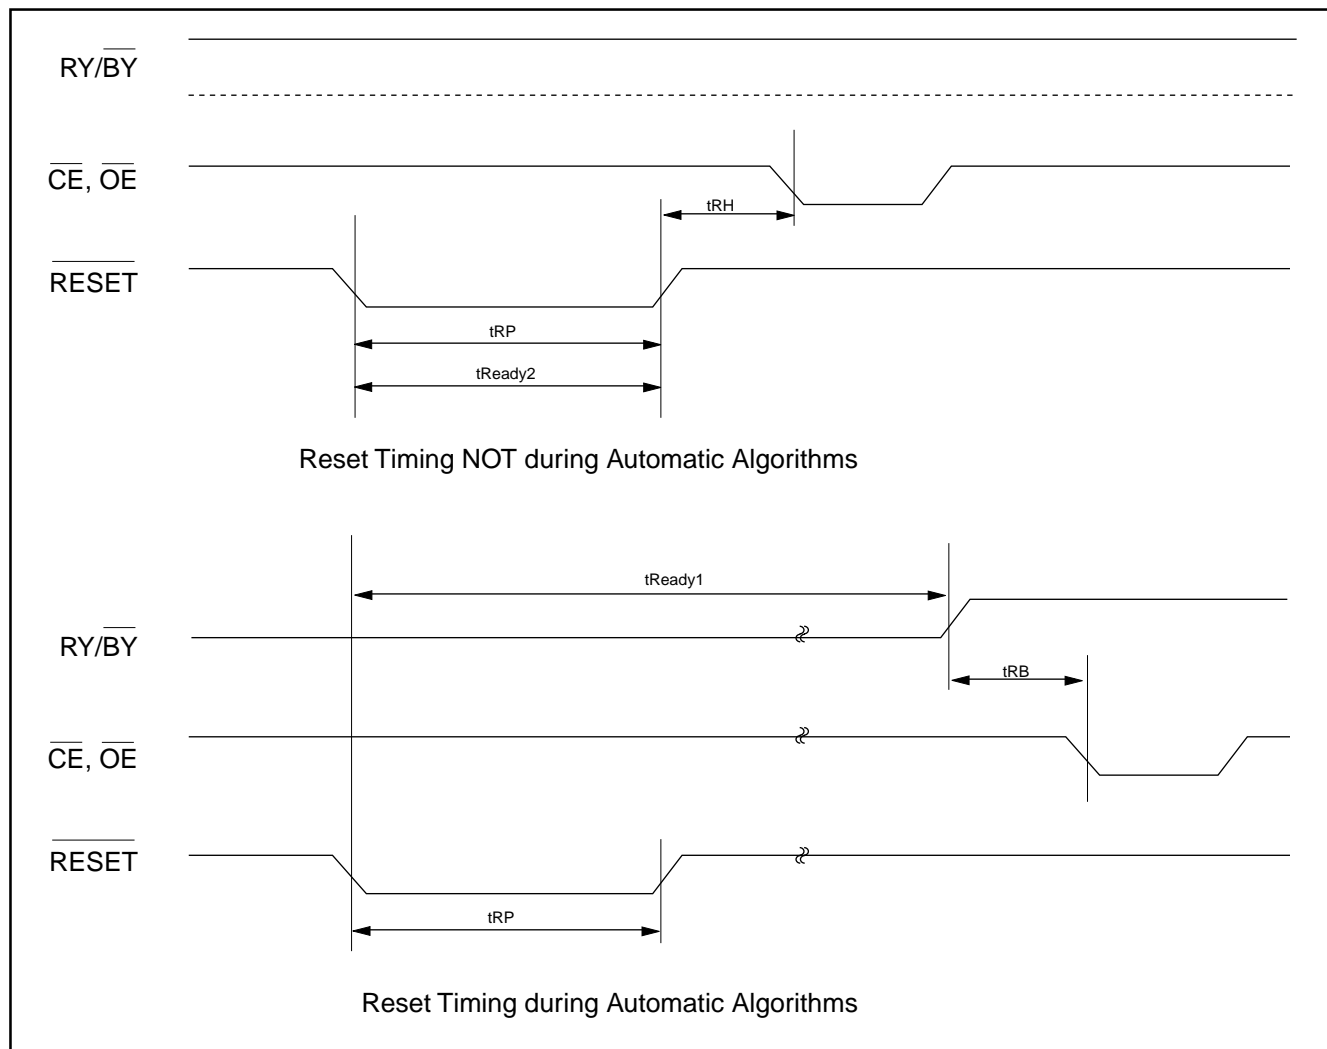 RY/BY
CE, OE
tRH
RESET
tRP
tReady2
Reset Timing NOT during Automatic Algorithms
tReady1
RY/BY
tRB
CE, OE
RESET
tRP
Reset Timing during Automatic Algorithms